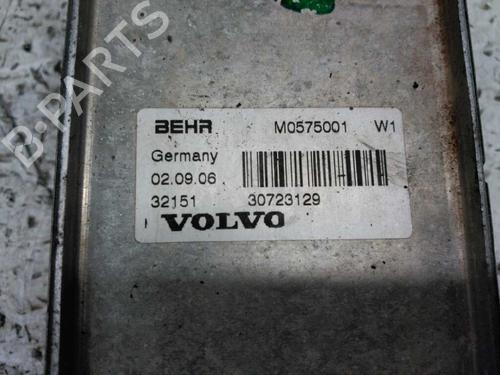 B-PARTS
BEHR M0575001 W1
Germany
02.09.06
32151 30723129
VOLVO